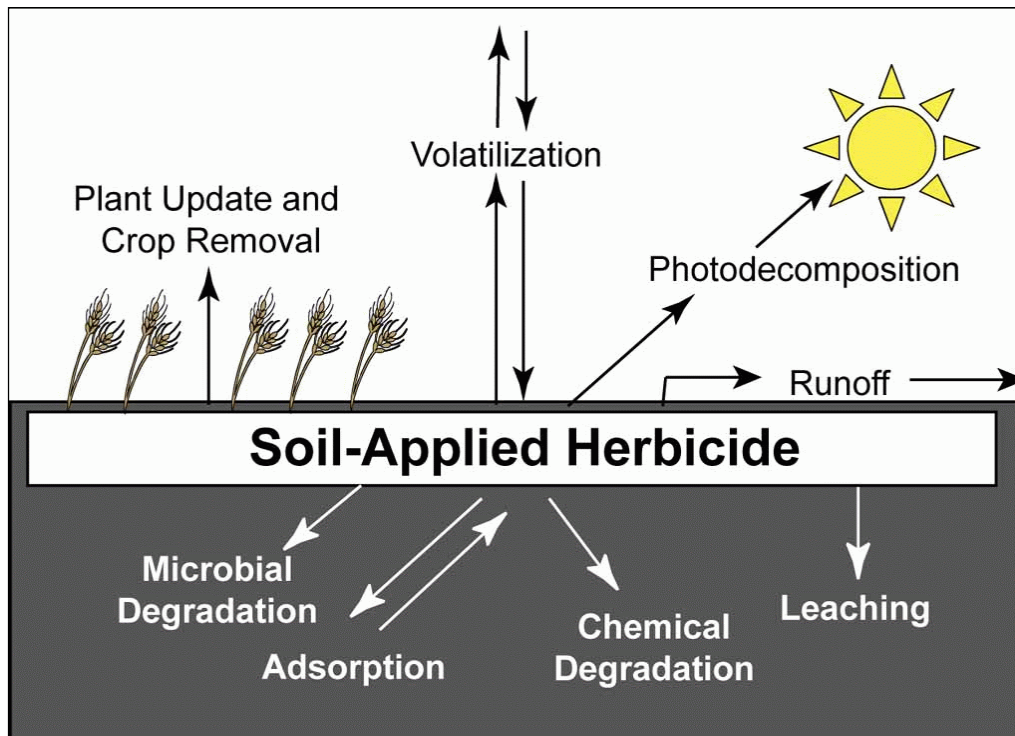 Volatilization
Plant Update and
Crop Removal
Photodecomposition
Runoff
Soil-Applied Herbicide
Microbial
Degradation
Adsorption
Chemical
Degradation
Leaching